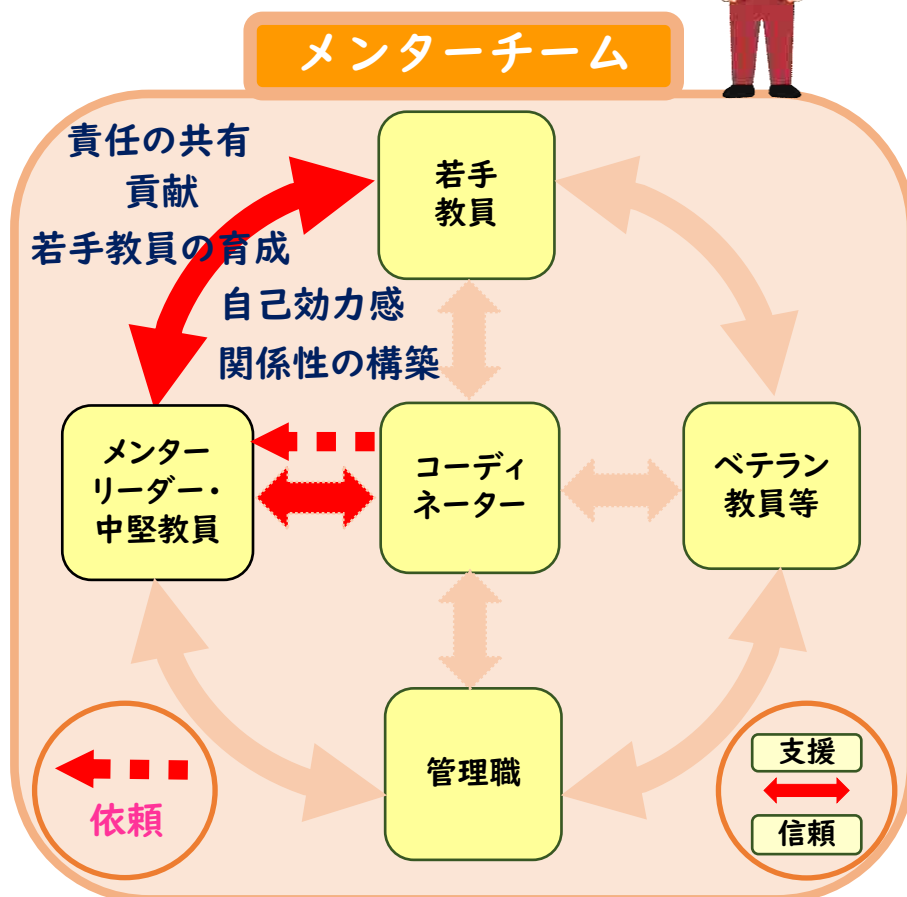 メンターチーム
責任の共有
貢献
若手教員の育成
自己効力感
関係性の構築
若手
教員
メンター
リーダー・
中堅教員
コーディ
ネーター
ベテラン
教員等
管理職
依頼
支援
信頼